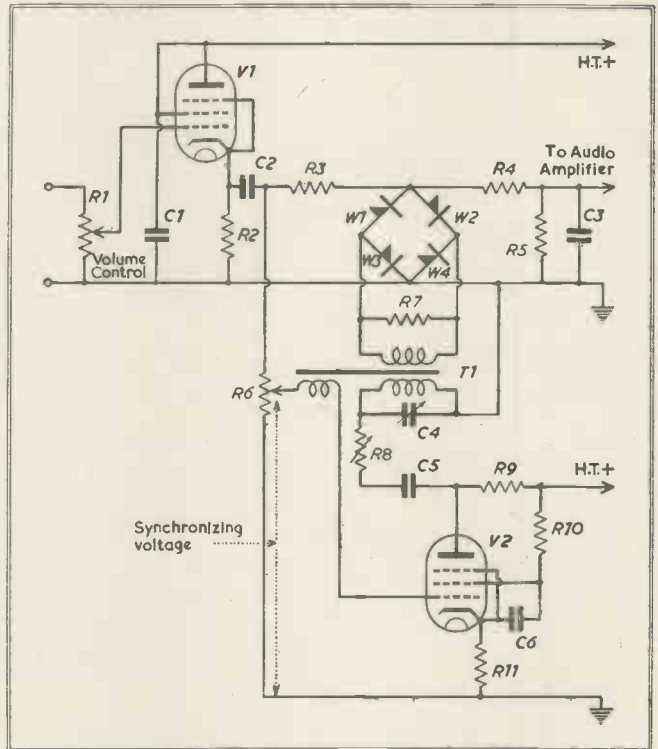 V1
H.T.+
C2
R3
R4
To Audio
Amplifier
R1
C1
R2
W1
W2
R5
C3
Volume
Control
W3
W4
R7
T1
R6
C4
R8
C5
R9
H.T.+
Synchronizing
voltage
V2
R10
C6
R11